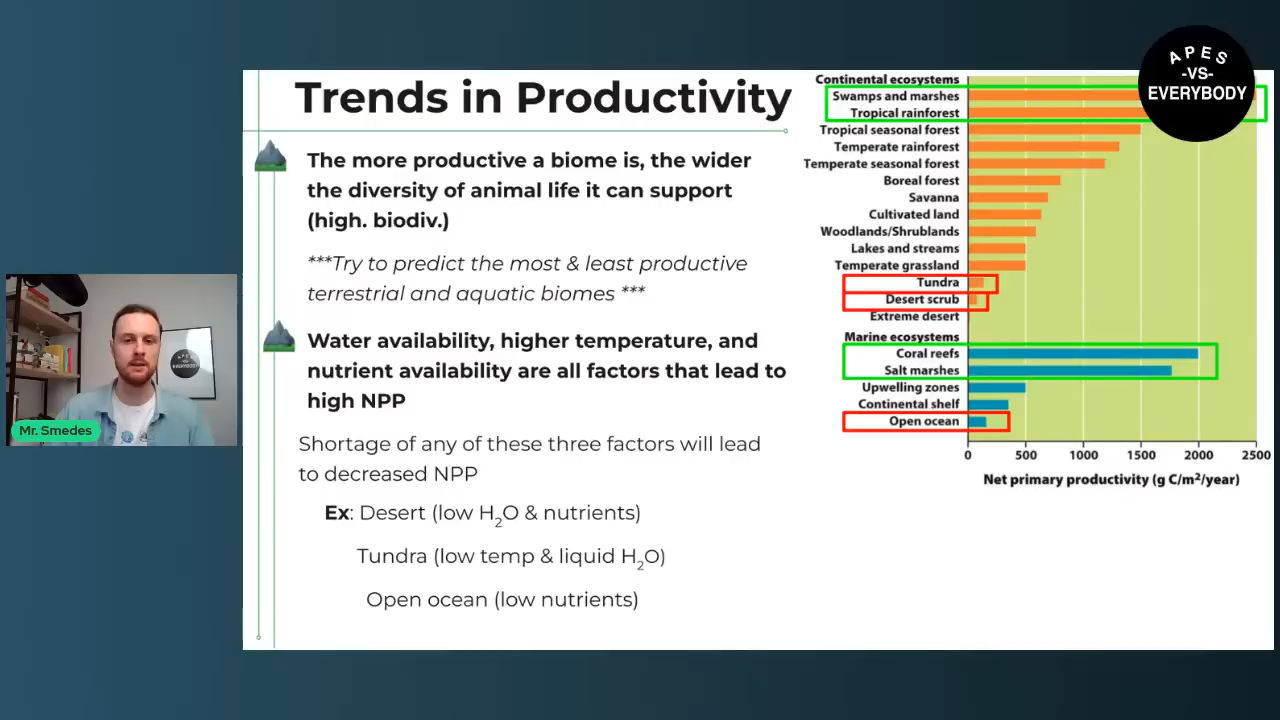 Trends in Productivity
The more productive a biome is, the wider
the diversity of animal life it can support
(high. biodiv.)
***Try to predict the most & least productive
terrestrial and aquatic biomes ***
Water availability, higher temperature, and
nutrient availability are all factors that lead to
high NPP
Shortage of any of these three factors will lead
to decreased NPP
Ex: Desert (low H2O & nutrients)
Tundra (low temp & liquid H2O)
Open ocean (low nutrients)
Continental ecosystems
Swamps and marshes
Tropical rainforest
Tropical seasonal forest
Temperate rainforest
Temperate seasonal forest
Boreal forest
Savanna
Cultivated land
Woodlands/Shrublands
Lakes and streams
Temperate grassland
Tundra
Desert scrub
Extreme desert
Marine ecosystems
Coral reefs
Salt marshes
Upwelling zones
Continental shelf
Open ocean
0 500 1000 1500 2000 2500
Net primary productivity (g C/m2/year)
APES
-VS-
EVERYBODY
Mr. Smedes
APES
-VS-
EVERYBODY